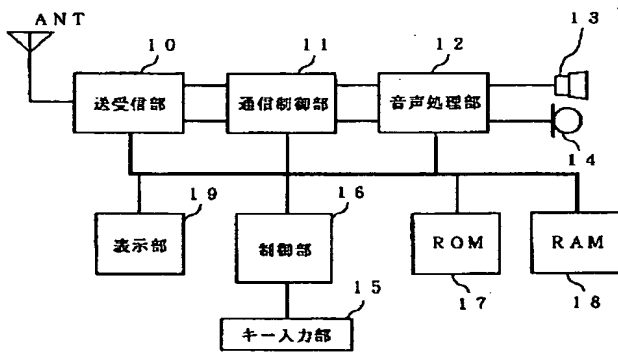 ANT
10
11
12
13
送受信部
通信制御部
音声処理部
14
19
16
表示部
制御部
ROM
RAM
17
18
15
キー入力部